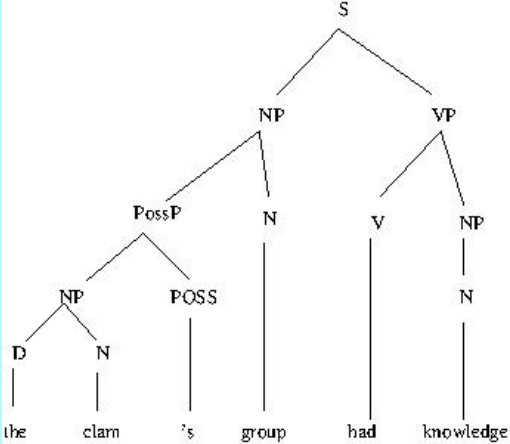 S
NP VP
PossP N V NP
NP POSS N
D N
the clam 's group had knowledge